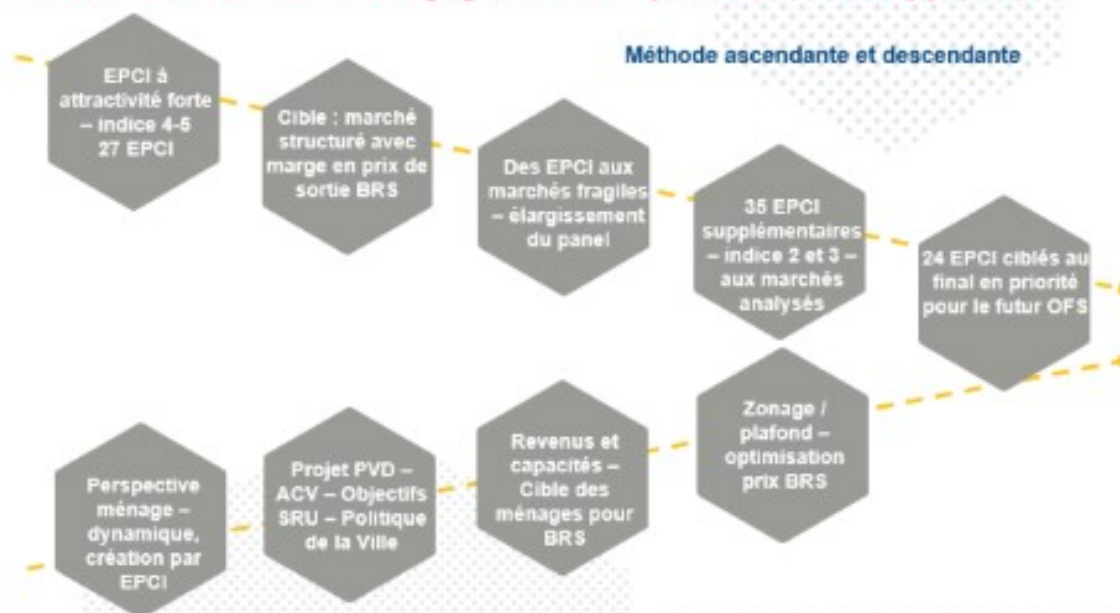 Méthode ascendante et descendante
EPCI à
attractivité forte
– indice 4-5
27 EPCI
Cible : marché
structuré avec
marge en prix de
sortie BRS
Des EPCI aux
marchés fragiles
– élargissement
du panel
35 EPCI
supplémentaires
– indice 2 et 3 –
aux marchés
analysés
24 EPCI ciblés au
final en priorité
pour le futur OFS
Perspective
ménage –
dynamique,
création par
EPCI
Projet PVD –
ACV – Objectifs
SRU – Politique
de la Ville
Revenus et
capacités –
Cible des
ménages pour
BRS
Zonage /
plafond –
optimisation
prix BRS